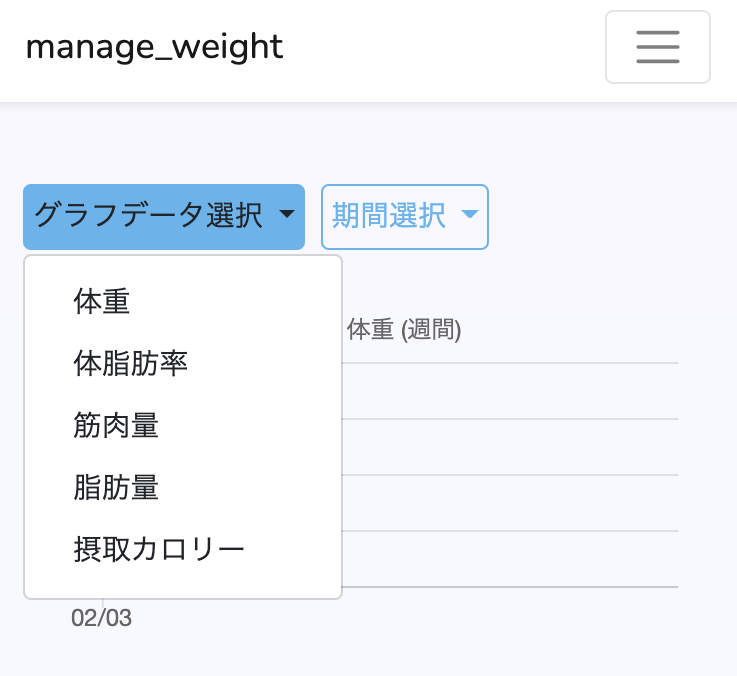 manage_weight
グラフデータ選択
期間選択
体重
体重 (週間)
体脂肪率
筋肉量
脂肪量
摂取カロリー
02/03